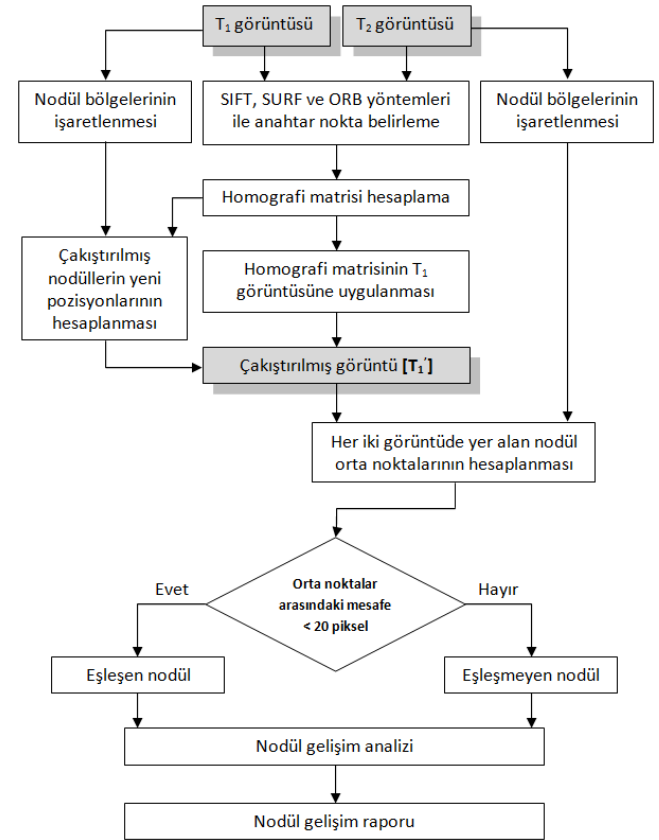 T₁ görüntüsü
T₂ görüntüsü
Nodül bölgelerinin
işaretlenmesi
SIFT, SURF ve ORB yöntemleri
ile anahtar nokta belirleme
Nodül bölgelerinin
işaretlenmesi
Homografi matrisi hesaplama
Çakıştırılmış
nodüllerin yeni
pozisyonlarının
hesaplanması
Homografi matrisinin T₁
görüntüsüne uygulanması
Çakıştırılmış görüntü [T₁′]
Her iki görüntüde yer alan nodül
orta noktalarının hesaplanması
Evet
Orta noktalar
arasındaki mesafe
< 20 piksel
Hayır
Eşleşen nodül
Eşleşmeyen nodül
Nodül gelişim analizi
Nodül gelişim raporu